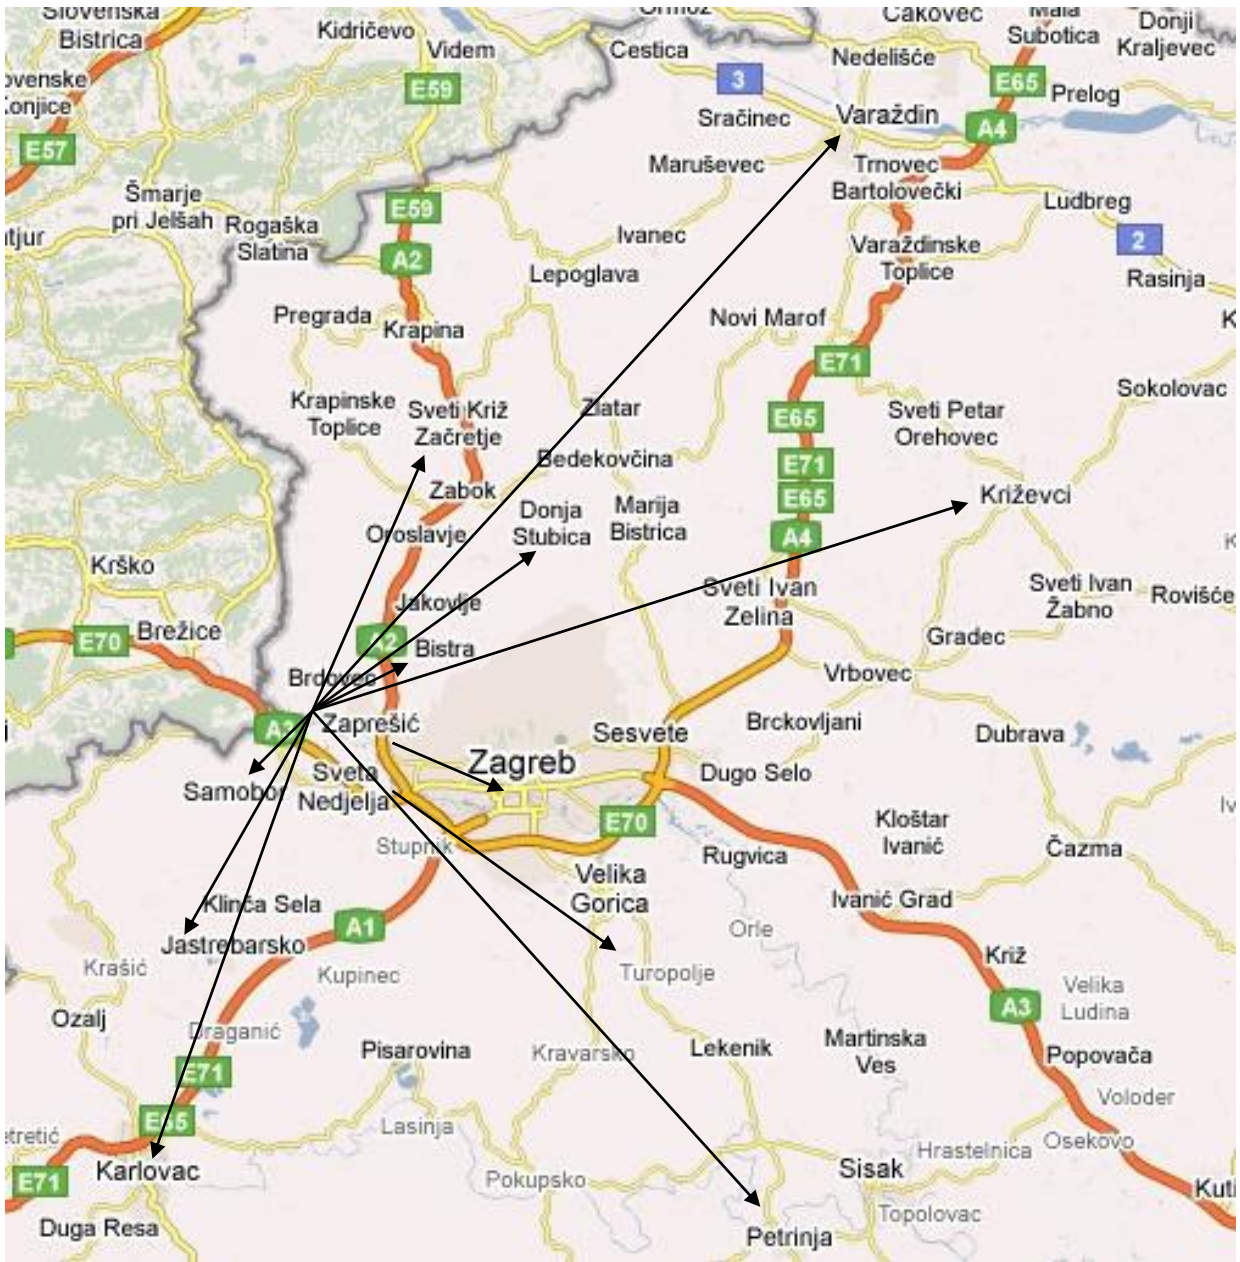 Slovenska
Bistrica
Kidričevo
Videm
Ormož
Cestica
Čakovec
Nedelišće
Mala
Subotica
Donji
Kraljevec
E59
3
E65
Prelog
Sračinec
Varaždin
A4
E57
Maruševec
Trnovec
Bartolovečki
Šmarje
pri Jelšah
Rogaška
Slatina
E59
A2
Ivanec
Ludbreg
2
Varaždinske
Toplice
Lepoglava
Rasinja
Pregrada
Krapina
Novi Marof
E71
Sokolovac
Krapinske
Toplice
Sveti Križ
Začretje
Zlatar
E65
Sveti Petar
Orehovec
Bedekovčina
E71
Zabok
E65
Križevci
Donja
Stubica
Marija
Bistrica
Oroslavje
A4
Krško
Jakovlje
Sveti Ivan
Zelina
Sveti Ivan
Žabno
Rovišće
E70
Brežice
A2
Bistra
Gradec
Brdovec
Vrbovec
A3
Zaprešić
Sesvete
Brckovljani
Dubrava
Zagreb
Dugo Selo
Samobor
Sveta
Nedjelja
E70
Kloštar
Ivanić
Stupnik
Rugvica
Čazma
Velika
Gorica
Klinča Sela
A1
Ivanić Grad
Orle
Jastrebarsko
Krašić
Kupinec
Turopolje
Križ
Velika
Ludina
A3
Ozalj
Draganić
Pisarovina
Kravarsko
Lekenik
Martinska
Ves
Popovača
E71
Voloder
E65
Lasinja
Osekovo
Hrastelnica
E71
Karlovac
Pokupsko
Sisak
Duga Resa
Topolovac
Petrinja